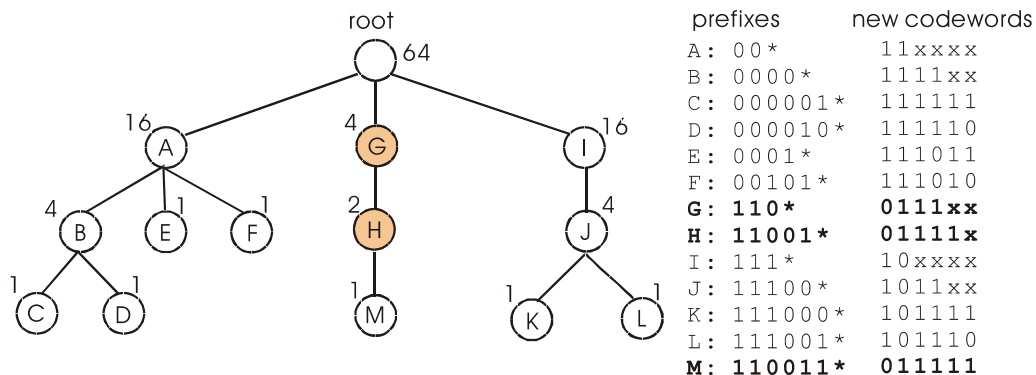 root
64
16
A
4
G
16
I
4
B
1
E
1
F
2
H
4
J
1
C
1
D
1
M
1
K
1
L
prefixes new codewords
A: 00* 11xxxx
B: 0000* 1111xx
C: 000001* 111111
D: 000010* 111110
E: 0001* 111011
F: 00101* 111010
G: 110* 0111xx
H: 11001* 01111x
I: 111* 10xxxx
J: 11100* 1011xx
K: 111000* 101111
L: 111001* 101110
M: 110011* 011111